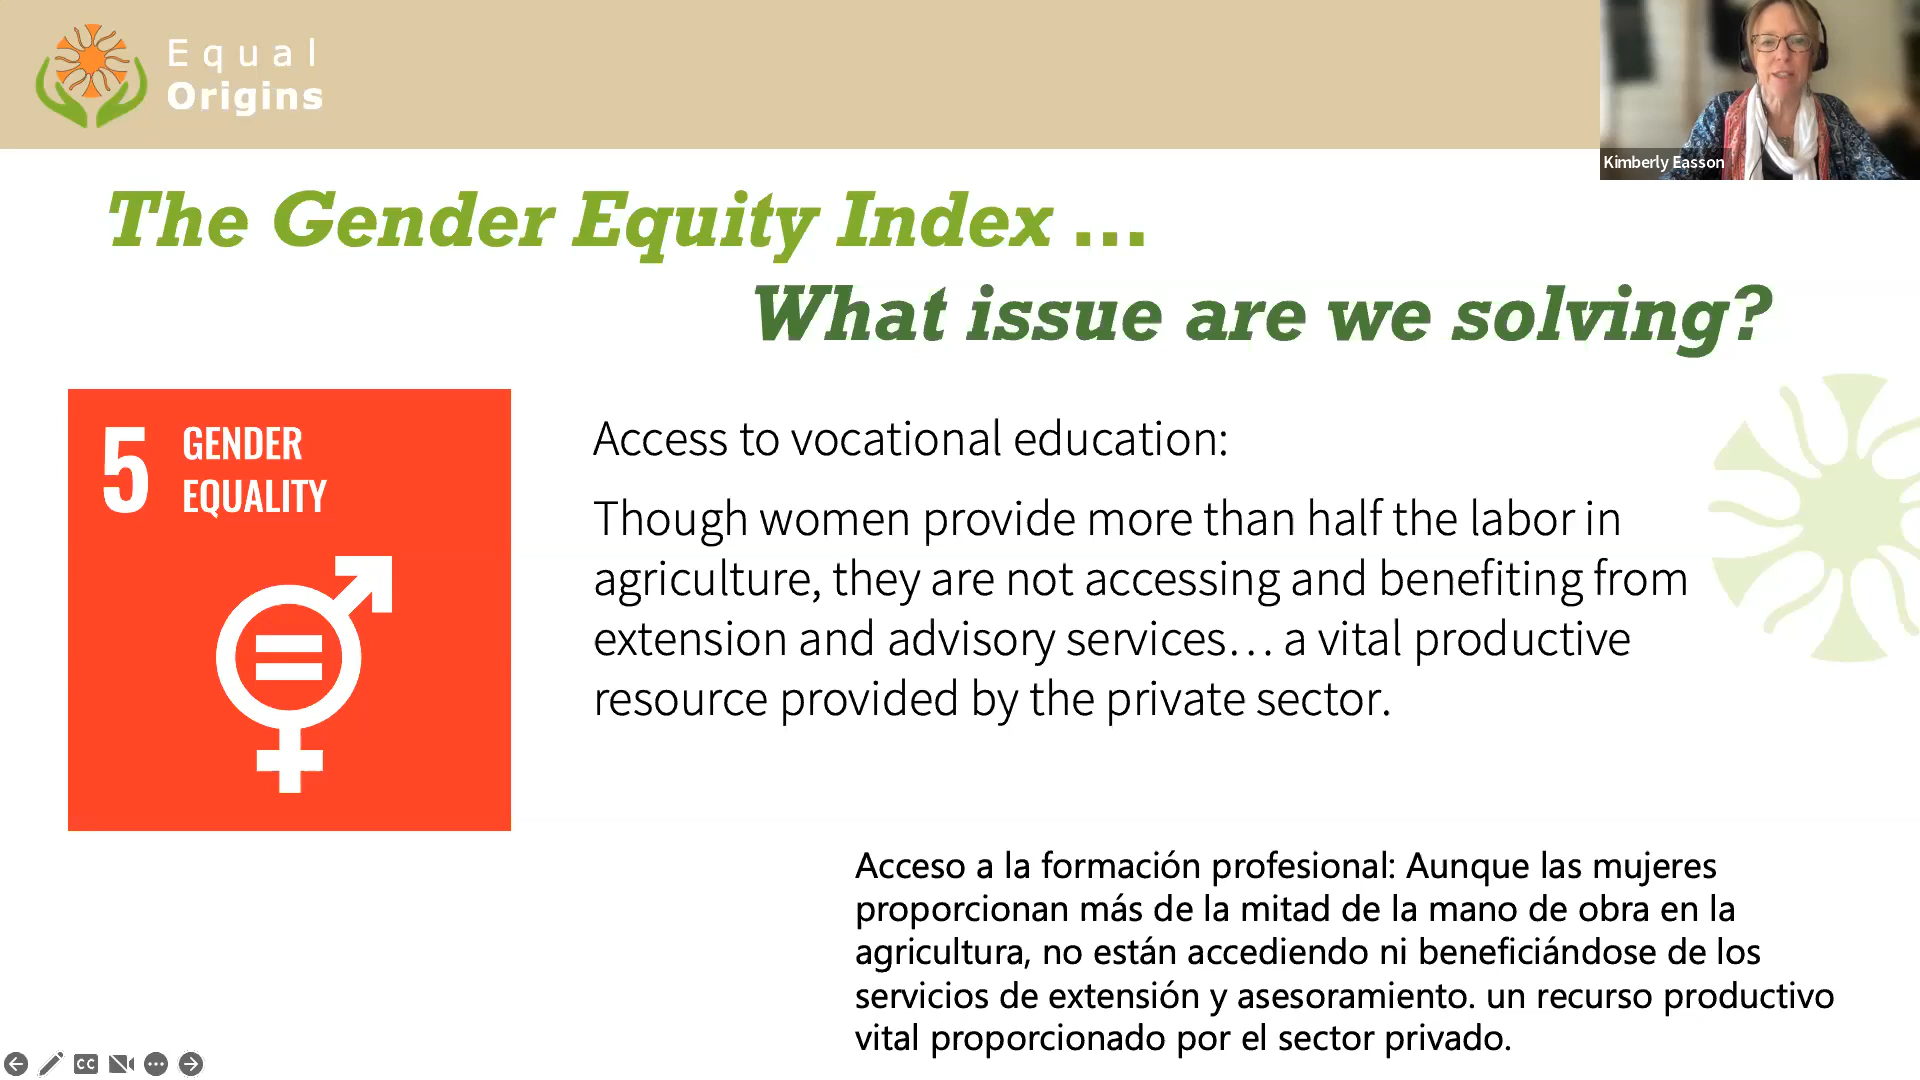 Equal
Origins
Kimberly Easson
The Gender Equity Index ...
What issue are we solving?
5 GENDER
EQUALITY
Access to vocational education:
Though women provide more than half the labor in
agriculture, they are not accessing and benefiting from
extension and advisory services… a vital productive
resource provided by the private sector.
Acceso a la formación profesional: Aunque las mujeres
proporcionan más de la mitad de la mano de obra en la
agricultura, no están accediendo ni beneficiándose de los
servicios de extensión y asesoramiento. un recurso productivo
vital proporcionado por el sector privado.
CC